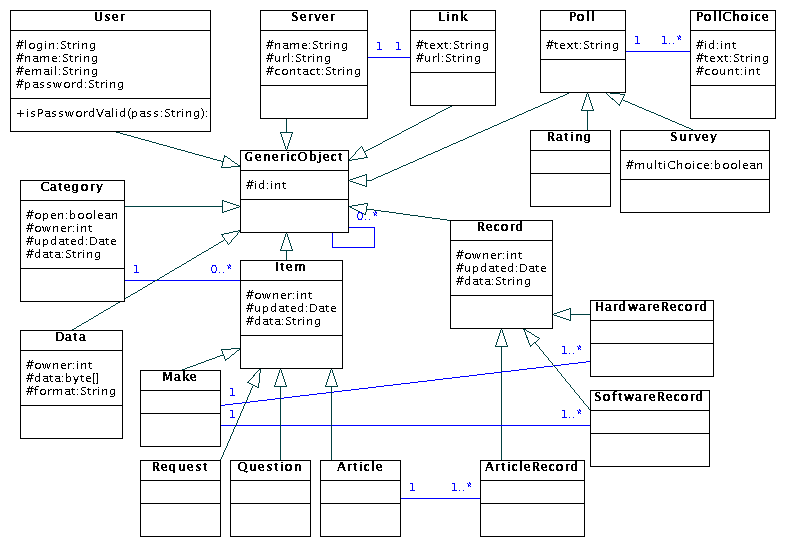 User
#login:String
#name:String
#email:String
#password:String
+isPasswordValid(pass:String):
Server
#name:String
#url:String
#contact:String
1 1
Link
#text:String
#url:String
Poll
#text:String
1 1..*
PollChoice
#id:int
#text:String
#count:int
Rating
Survey
#multiChoice:boolean
GenericObject
#id:int
0..*
Category
#open:boolean
#owner:int
#updated:Date
#data:String
1 0..*
Item
#owner:int
#updated:Date
#data:String
Record
#owner:int
#updated:Date
#data:String
Data
#owner:int
#data:byte[]
#format:String
HardwareRecord
1..*
Make
1
1
1..*
SoftwareRecord
Request
Question
Article
1 1..*
ArticleRecord